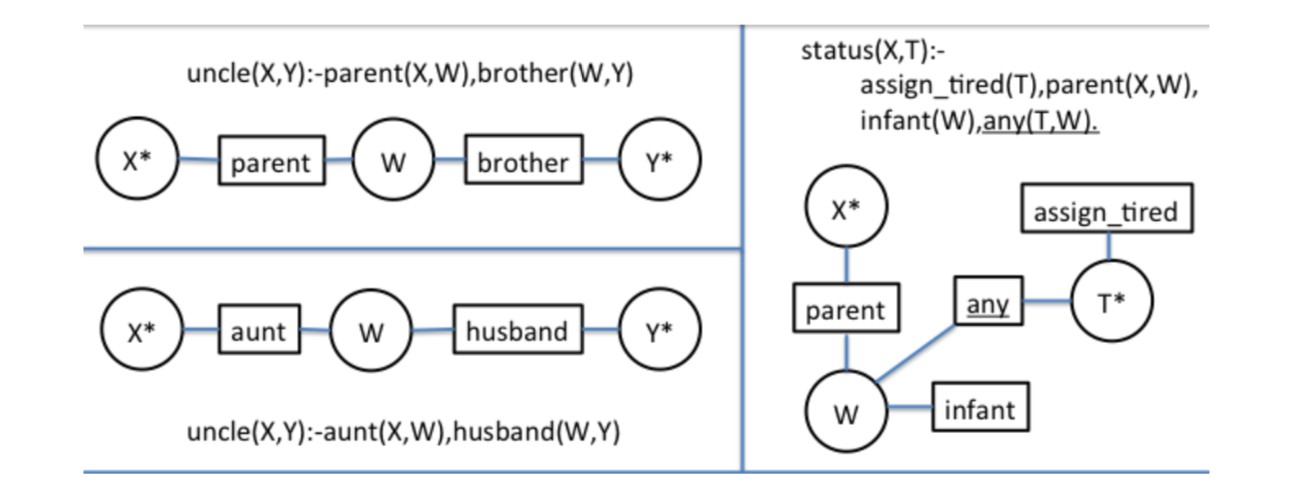 uncle(X,Y):-parent(X,W),brother(W,Y)
X* parent W brother Y*
X* aunt W husband Y*
uncle(X,Y):-aunt(X,W),husband(W,Y)
status(X,T):-
assign_tired(T),parent(X,W),
infant(W),any(T,W).
X*
assign_tired
parent
any
T*
W
infant